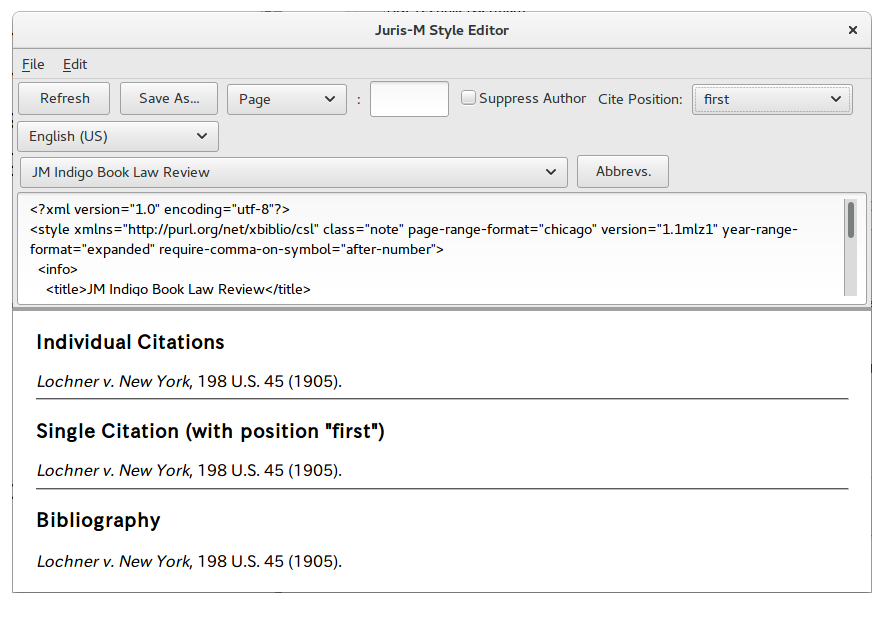 Juris-M Style Editor ×
File Edit
Refresh Save As... Page : Suppress Author Cite Position: first
English (US)
JM Indigo Book Law Review Abbrevs.
<?xml version="1.0" encoding="utf-8"?>
<style xmlns="http://purl.org/net/xbiblio/csl" class="note" page-range-format="chicago" version="1.1mlz1" year-range-
format="expanded" require-comma-on-symbol="after-number">
<info>
<title>JM Indigo Book Law Review</title>
Individual Citations
Lochner v. New York, 198 U.S. 45 (1905).
Single Citation (with position "first")
Lochner v. New York, 198 U.S. 45 (1905).
Bibliography
Lochner v. New York, 198 U.S. 45 (1905).